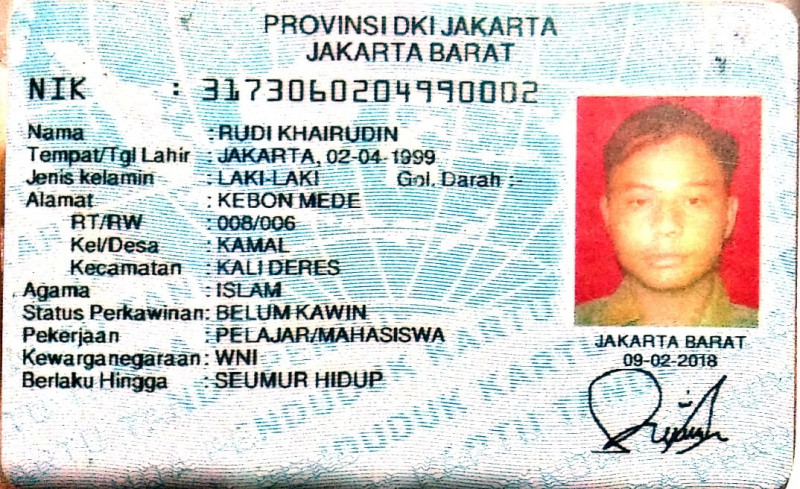 PROVINSI DKI JAKARTA
JAKARTA BARAT
NIK : 3173060204990002
Nama : RUDI KHAIRUDIN
Tempat/Tgl Lahir : JAKARTA, 02-04-1999
Jenis kelamin : LAKI-LAKI Gol. Darah : -
Alamat : KEBON MEDE
RT/RW : 008/006
Kel/Desa : KAMAL
Kecamatan : KALI DERES
Agama : ISLAM
Status Perkawinan: BELUM KAWIN
Pekerjaan : PELAJAR/MAHASISWA
Kewarganegaraan: WNI
Berlaku Hingga : SEUMUR HIDUP
JAKARTA BARAT
09-02-2018